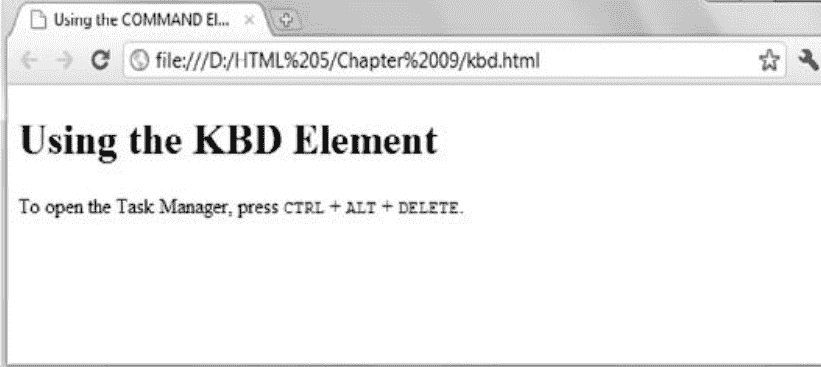 Using the COMMAND El...
file:///D:/HTML%205/Chapter%2009/kbd.html
Using the KBD Element
To open the Task Manager, press CTRL + ALT + DELETE.